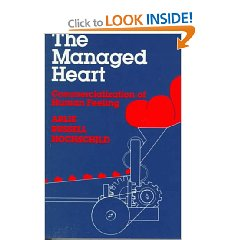 Click to LOOK INSIDE!
The
Managed
Heart
Commercialization of
Human Feeling
ARLIE
RUSSELL
HOCHSCHILD